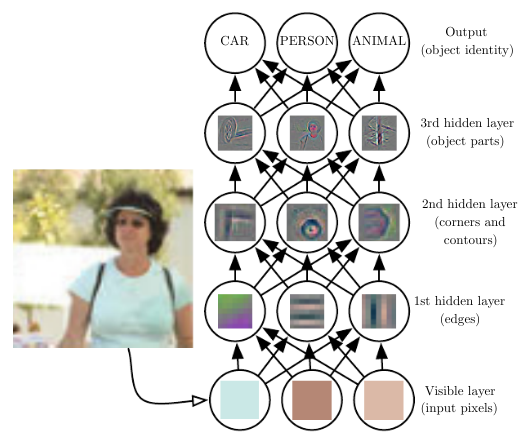 CAR PERSON ANIMAL
Output
(object identity)
3rd hidden layer
(object parts)
2nd hidden layer
(corners and
contours)
1st hidden layer
(edges)
Visible layer
(input pixels)